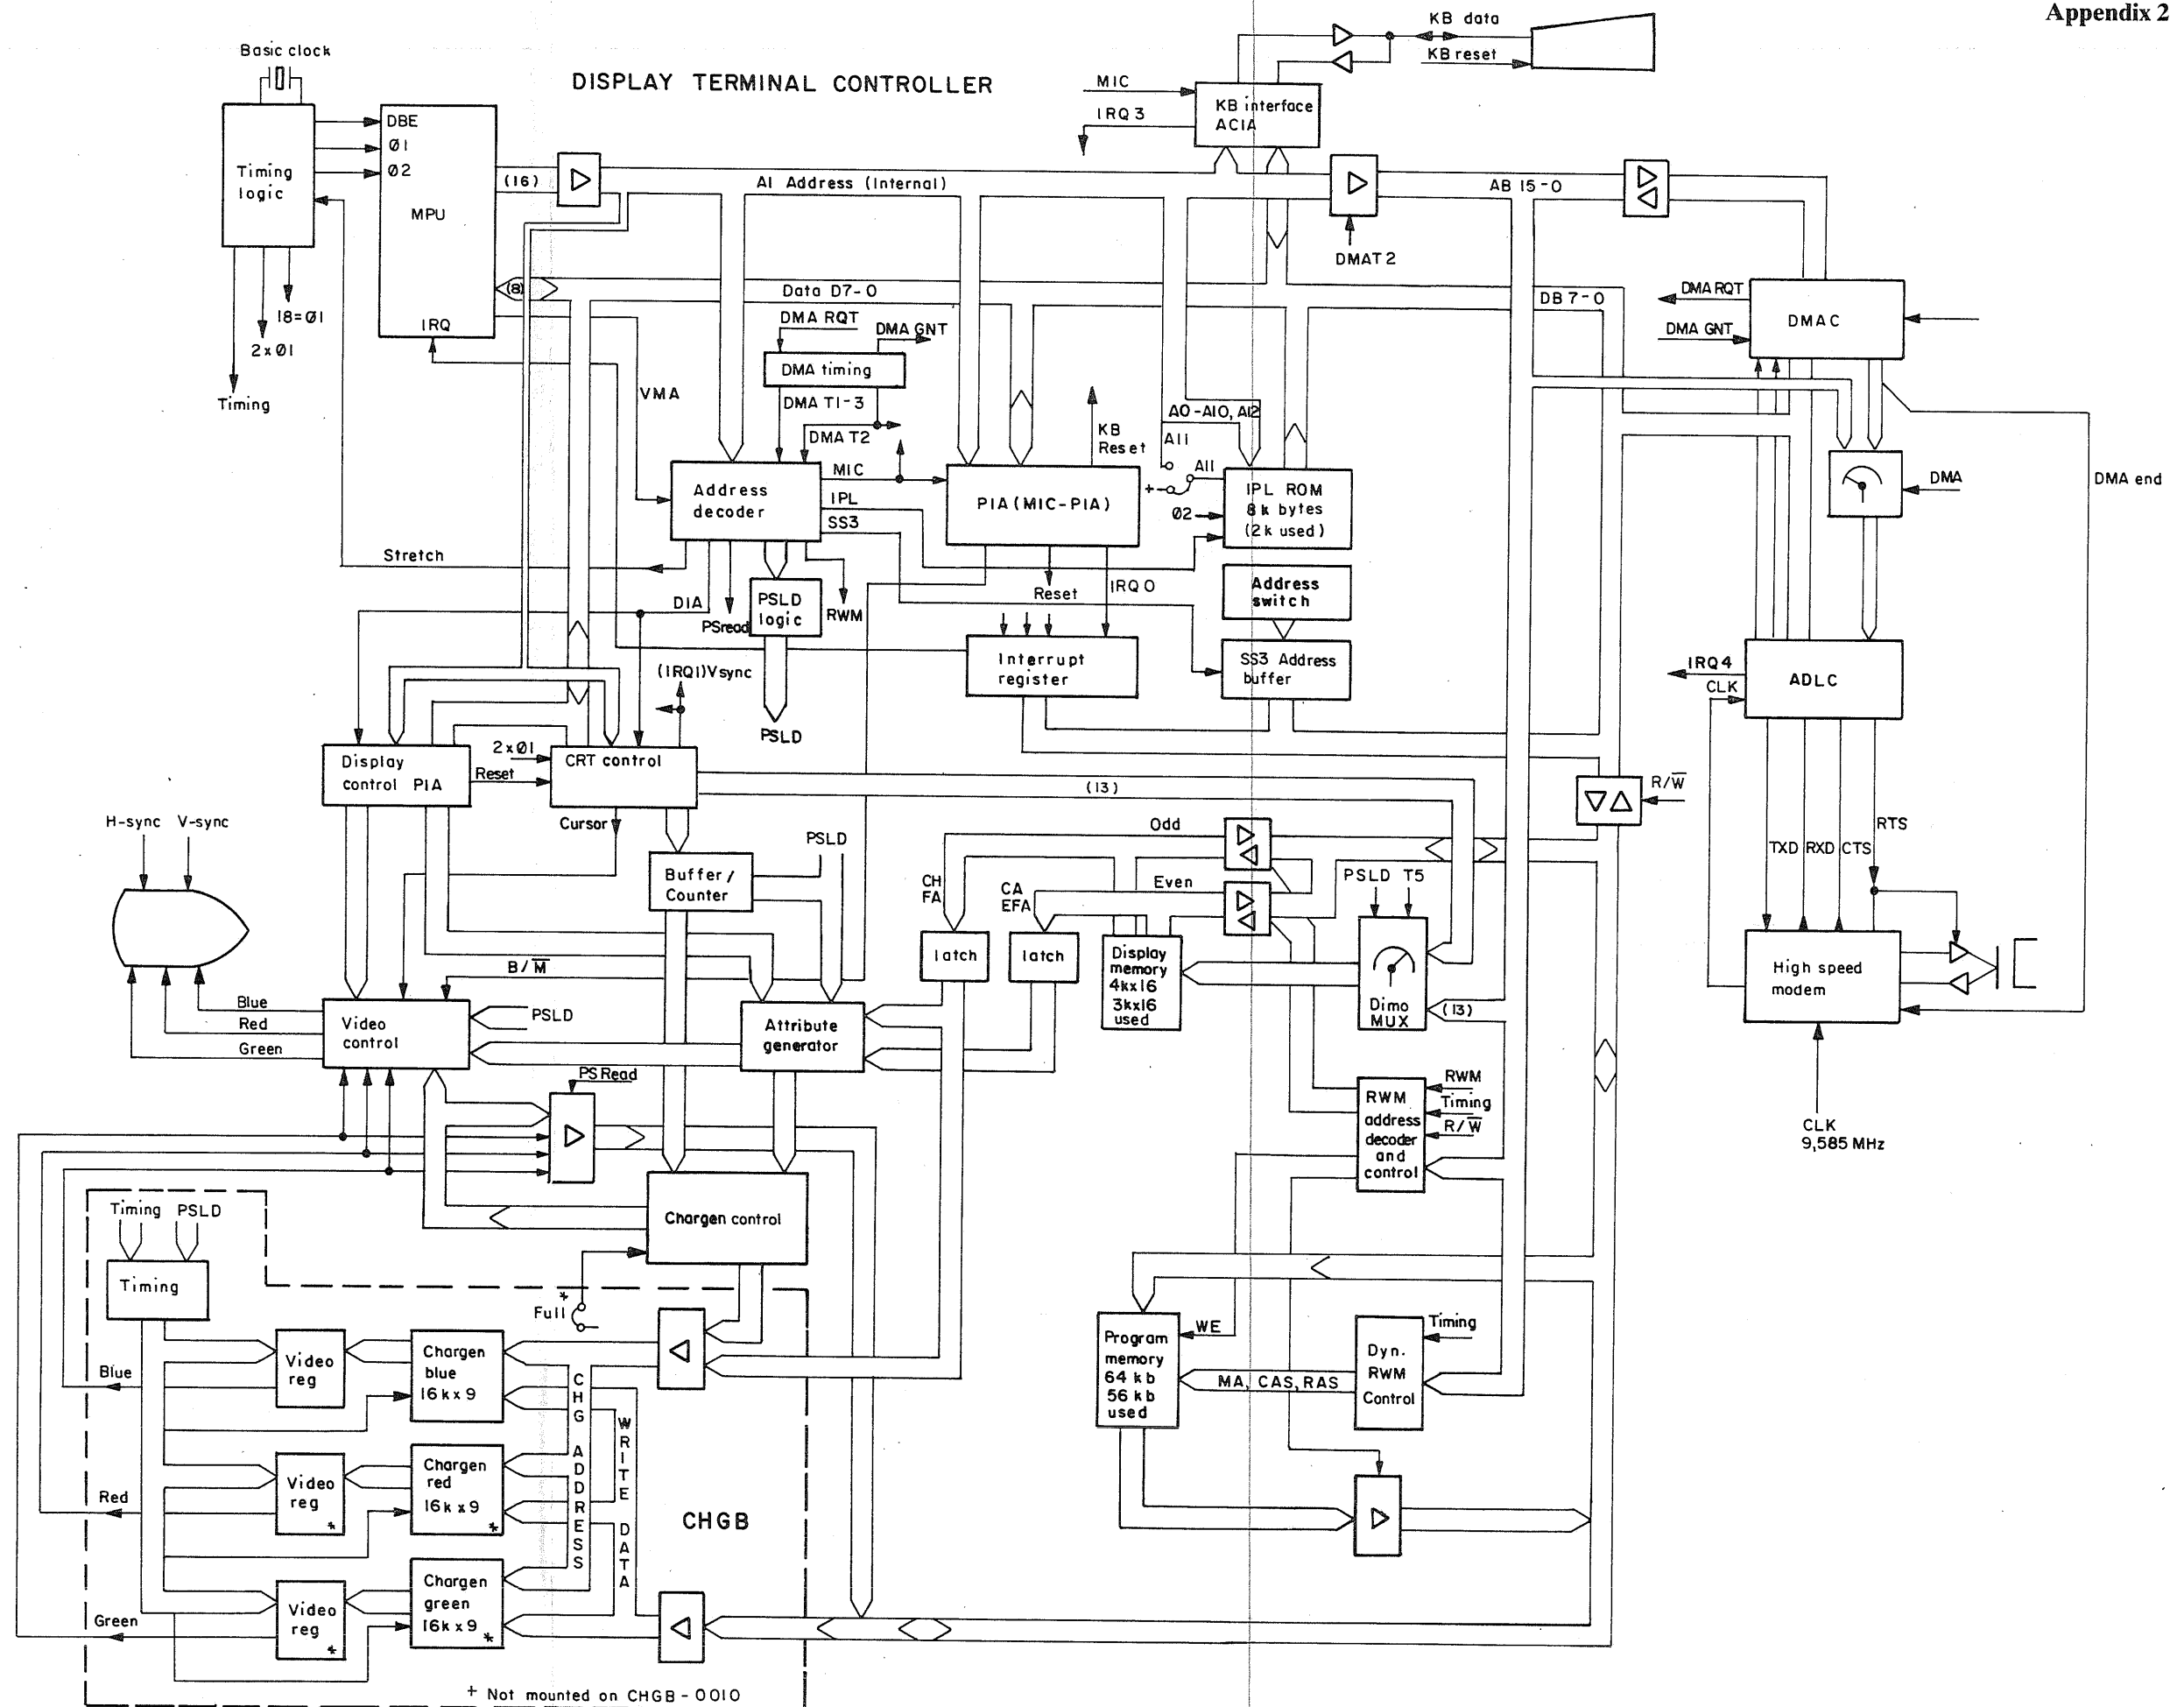 Appendix 2
DISPLAY TERMINAL CONTROLLER
Basic clock
Timing
logic
DBE
Ø1
Ø2
MPU
IRQ
(16)
(8)
18=Ø1
2xØ1
Timing
A1 Address (Internal)
Data D7-0
KB data
KB reset
MIC
IRQ 3
KB interface
ACIA
AB 15-0
DMAT2
DB 7-0
DMA RQT
DMA GNT
DMAC
DMA RQT
DMA GNT
DMA timing
DMA T1-3
DMA T2
VMA
KB
Reset
A0-A10, A12
A11
A11
+
Address
decoder
MIC
IPL
SS3
PIA (MIC-PIA)
IPL ROM
8k bytes
(2k used)
Ø2
DMA
DMA end
Stretch
DIA
PSread
PSLD
logic
RWM
Reset
IRQ 0
Address
switch
Interrupt
register
SS3 Address
buffer
IRQ4
CLK
ADLC
(IRQ1) Vsync
PSLD
2xØ1
Display
control PIA
Reset
CRT control
(13)
R/W̅
TXD
RXD
CTS
RTS
H-sync
V-sync
Cursor
PSLD
Buffer/
Counter
Odd
Even
CH
FA
CA
EFA
PSLD
T5
latch
latch
Display
memory
4kx16
3kx16
used
Dimo
MUX
(13)
High speed
modem
B/M̅
Blue
Red
Green
Video
control
PSLD
Attribute
generator
PS Read
RWM
address
decoder
and
control
RWM
Timing
R/W̅
CLK
9,585 MHz
Timing
PSLD
Timing
Chargen control
Full
*
Blue
Video
reg
Chargen
blue
16k x 9
CHG ADDRESS
WRITE DATA
Program
memory
64 kb
56 kb
used
WE
MA, CAS, RAS
Dyn.
RWM
Control
Timing
Red
Video
reg
*
Chargen
red
16k x 9
*
CHGB
Green
Video
reg
*
Chargen
green
16k x 9
*
+ Not mounted on CHGB-0010